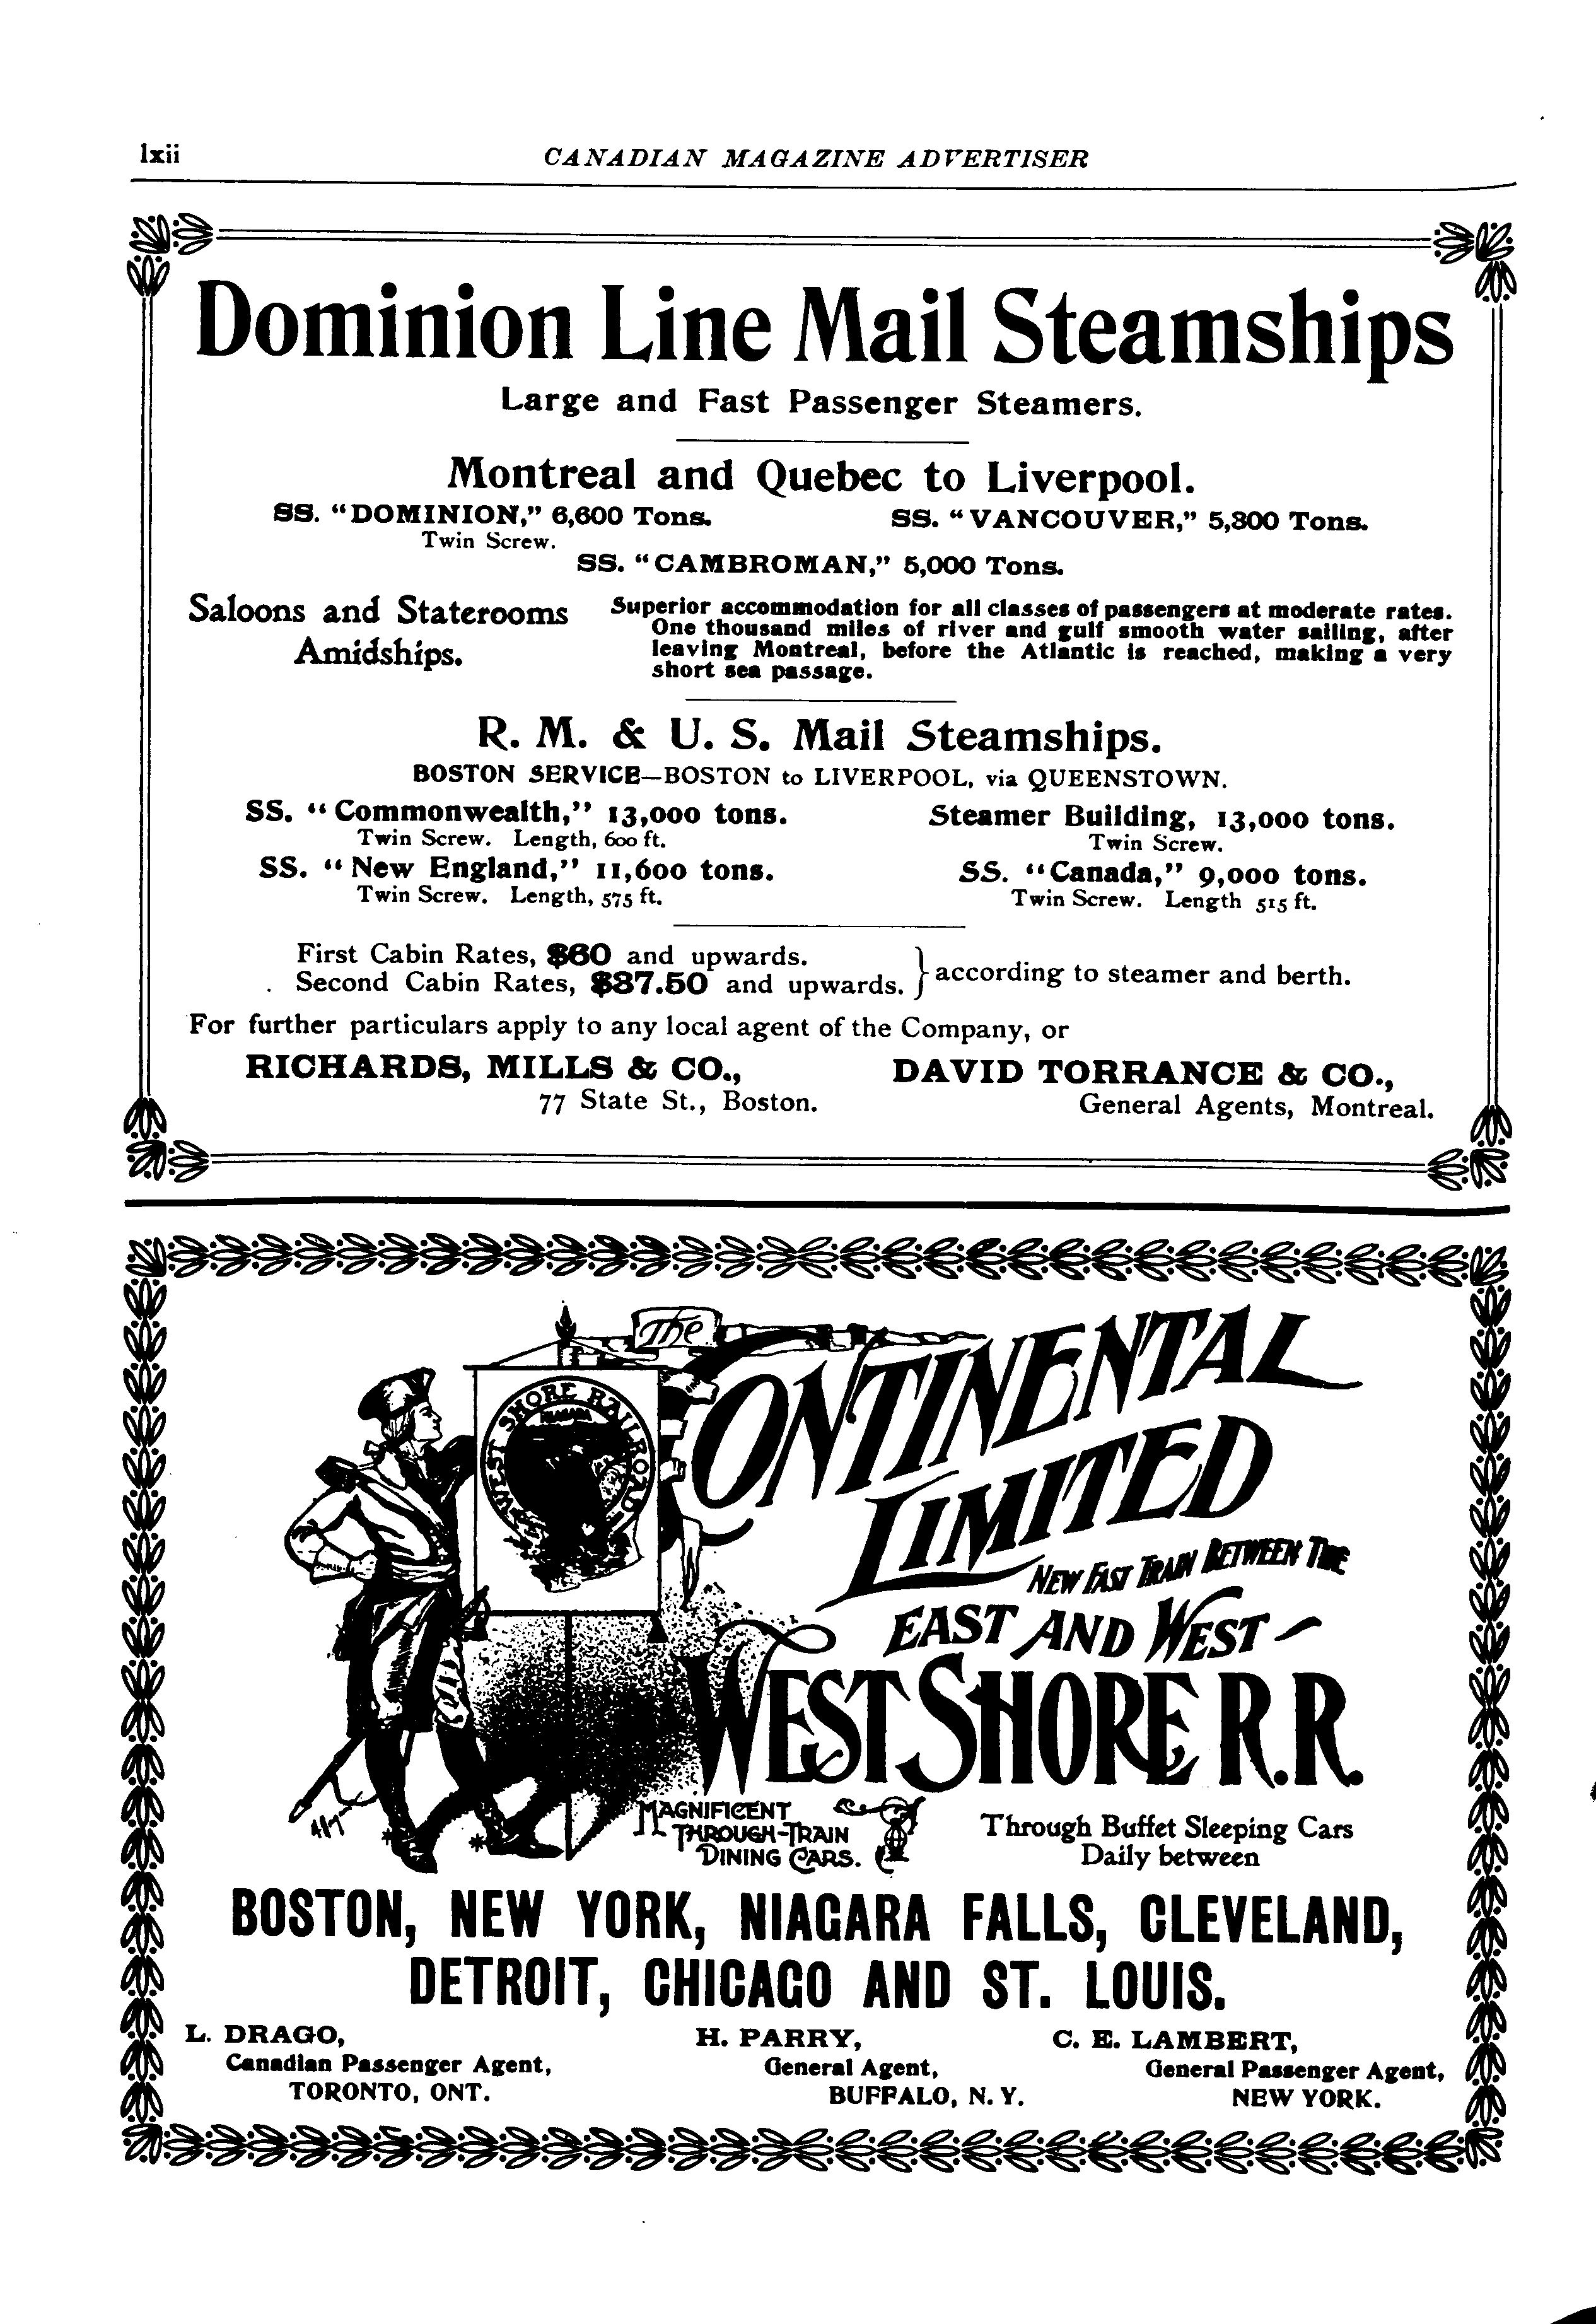 lxii
CANADIAN MAGAZINE ADVERTISER
Dominion Line Mail Steamships
Large and Fast Passenger Steamers.
Montreal and Quebec to Liverpool.
SS. “DOMINION,” 6,600 Tons.
Twin Screw.
SS. “VANCOUVER,” 5,300 Tons.
SS. “CAMBROMAN,” 5,000 Tons.
Saloons and Staterooms
Amidships.
Superior accommodation for all classes of passengers at moderate rates.
One thousand miles of river and gulf smooth water sailing, after
leaving Montreal, before the Atlantic is reached, making a very
short sea passage.
R. M. & U. S. Mail Steamships.
BOSTON SERVICE—BOSTON to LIVERPOOL, via QUEENSTOWN.
SS. “Commonwealth,” 13,000 tons.
Twin Screw. Length, 600 ft.
Steamer Building, 13,000 tons.
Twin Screw.
SS. “New England,” 11,600 tons.
Twin Screw. Length, 575 ft.
SS. “Canada,” 9,000 tons.
Twin Screw. Length 515 ft.
First Cabin Rates, $60 and upwards.
Second Cabin Rates, $37.50 and upwards.
according to steamer and berth.
For further particulars apply to any local agent of the Company, or
RICHARDS, MILLS & CO.,
77 State St., Boston.
DAVID TORRANCE & CO.,
General Agents, Montreal.
The
CONTINENTAL
LIMITED
WEST SHORE RAILROAD
NIAGARA
NEW FAST TRAIN BETWEEN THE
EAST AND WEST
WEST SHORE R.R.
MAGNIFICENT
THROUGH-TRAIN
DINING CARS.
Through Buffet Sleeping Cars
Daily between
BOSTON, NEW YORK, NIAGARA FALLS, CLEVELAND,
DETROIT, CHICAGO AND ST. LOUIS.
L. DRAGO,
Canadian Passenger Agent,
TORONTO, ONT.
H. PARRY,
General Agent,
BUFFALO, N. Y.
C. E. LAMBERT,
General Passenger Agent,
NEW YORK.